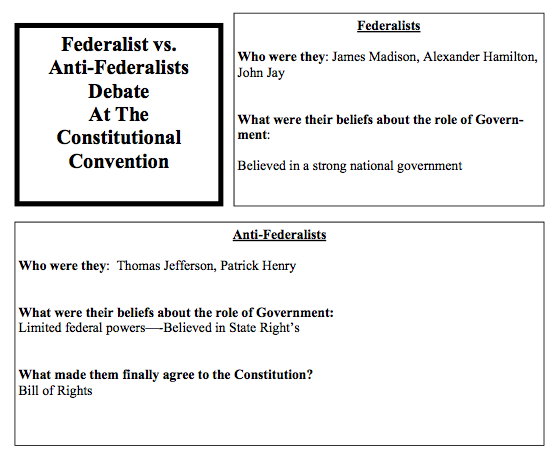 Federalist vs.
Anti-Federalists
Debate
At The
Constitutional
Convention
Federalists
Who were they: James Madison, Alexander Hamilton,
John Jay
What were their beliefs about the role of Govern-
ment:
Believed in a strong national government
Anti-Federalists
Who were they:  Thomas Jefferson, Patrick Henry
What were their beliefs about the role of Government:
Limited federal powers—-Believed in State Right’s
What made them finally agree to the Constitution?
Bill of Rights